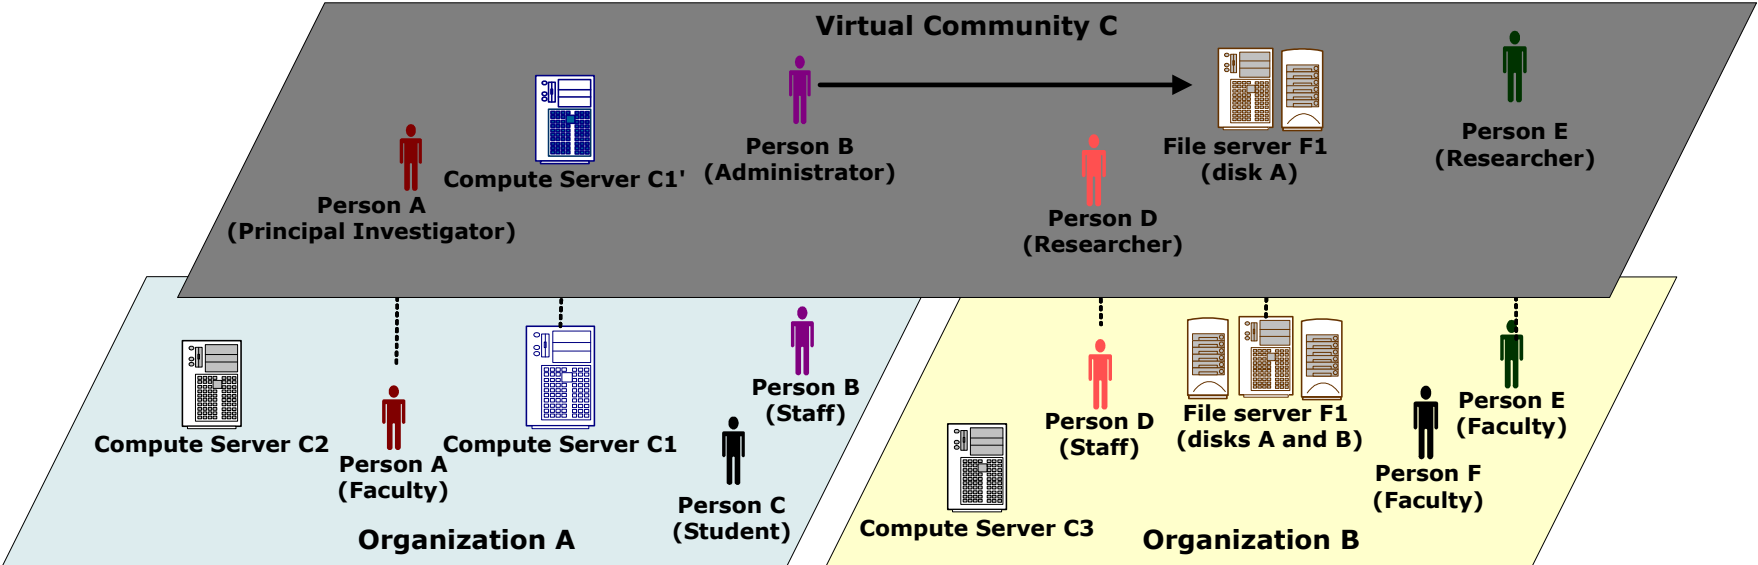 Virtual Community C
Person A
(Principal Investigator)
Compute Server C1'
Person B
(Administrator)
Person D
(Researcher)
File server F1
(disk A)
Person E
(Researcher)
Compute Server C2
Person A
(Faculty)
Compute Server C1
Person B
(Staff)
Person C
(Student)
Organization A
Compute Server C3
Person D
(Staff)
File server F1
(disks A and B)
Person F
(Faculty)
Person E
(Faculty)
Organization B